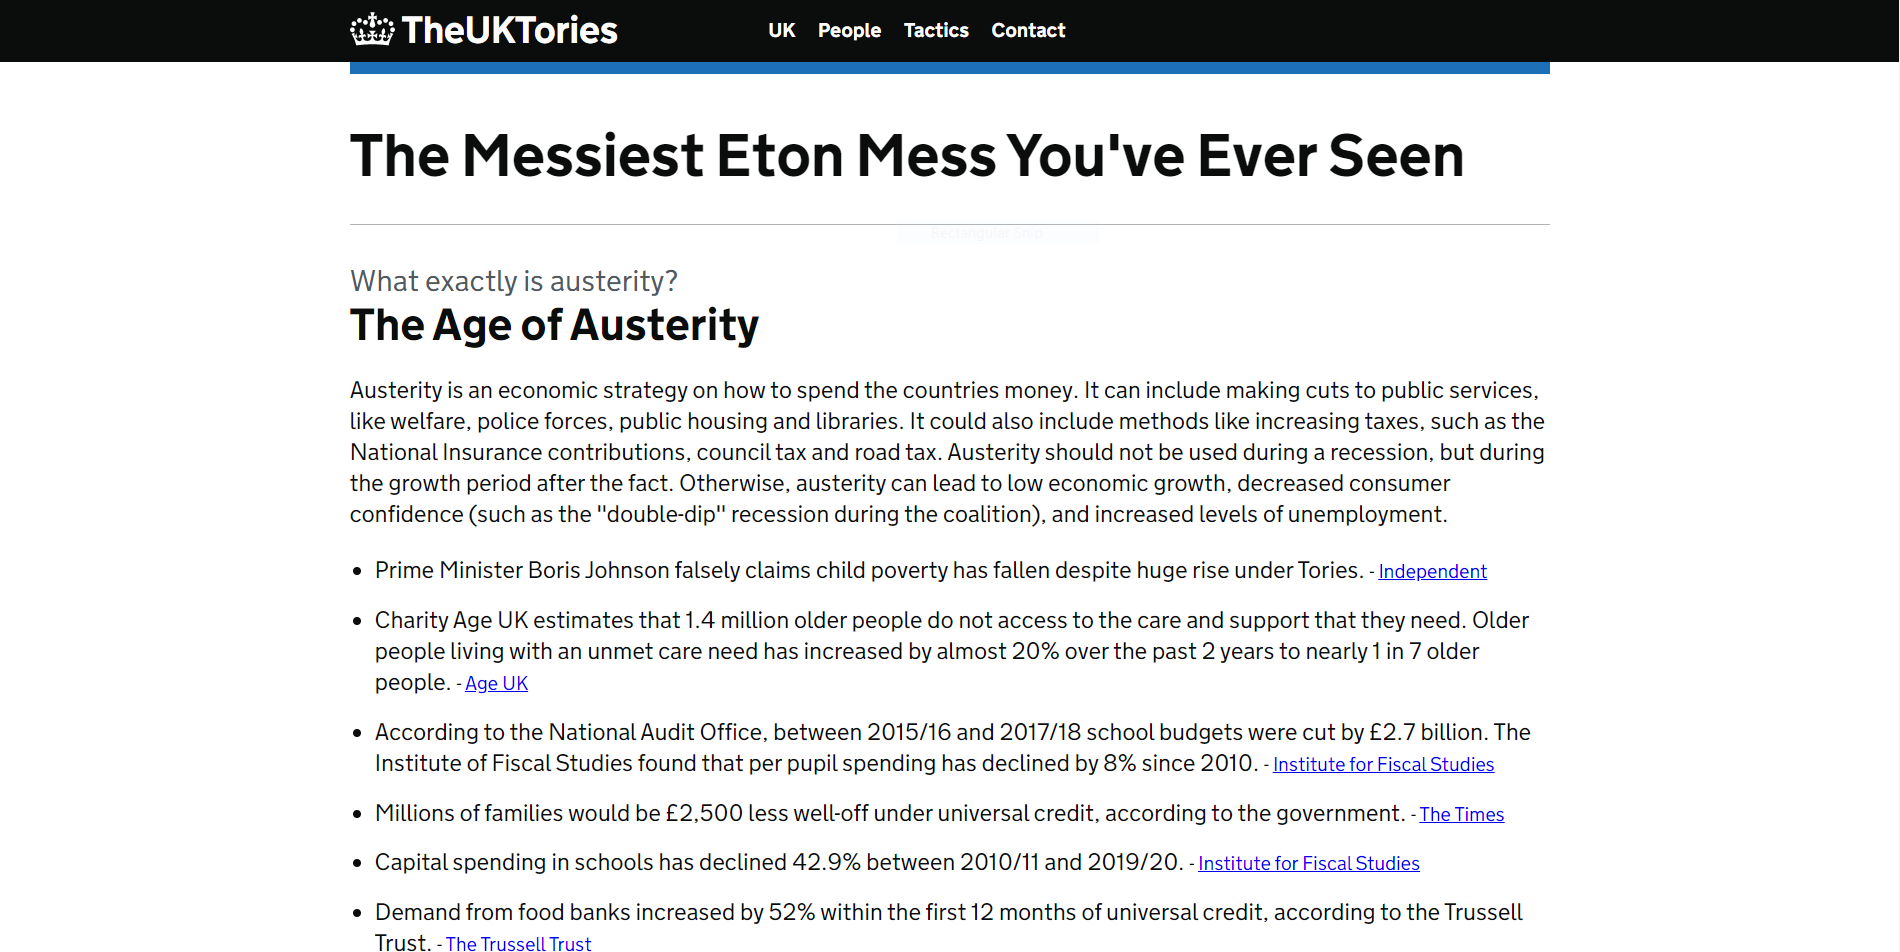 TheUKTories
UK People Tactics Contact
The Messiest Eton Mess You've Ever Seen
Rectangular Snip
What exactly is austerity?
The Age of Austerity
Austerity is an economic strategy on how to spend the countries money. It can include making cuts to public services,
like welfare, police forces, public housing and libraries. It could also include methods like increasing taxes, such as the
National Insurance contributions, council tax and road tax. Austerity should not be used during a recession, but during
the growth period after the fact. Otherwise, austerity can lead to low economic growth, decreased consumer
confidence (such as the "double-dip" recession during the coalition), and increased levels of unemployment.
• Prime Minister Boris Johnson falsely claims child poverty has fallen despite huge rise under Tories. - Independent
• Charity Age UK estimates that 1.4 million older people do not access to the care and support that they need. Older
people living with an unmet care need has increased by almost 20% over the past 2 years to nearly 1 in 7 older
people. - Age UK
• According to the National Audit Office, between 2015/16 and 2017/18 school budgets were cut by £2.7 billion. The
Institute of Fiscal Studies found that per pupil spending has declined by 8% since 2010. - Institute for Fiscal Studies
• Millions of families would be £2,500 less well-off under universal credit, according to the government. - The Times
• Capital spending in schools has declined 42.9% between 2010/11 and 2019/20. - Institute for Fiscal Studies
• Demand from food banks increased by 52% within the first 12 months of universal credit, according to the Trussell
Trust. - The Trussell Trust